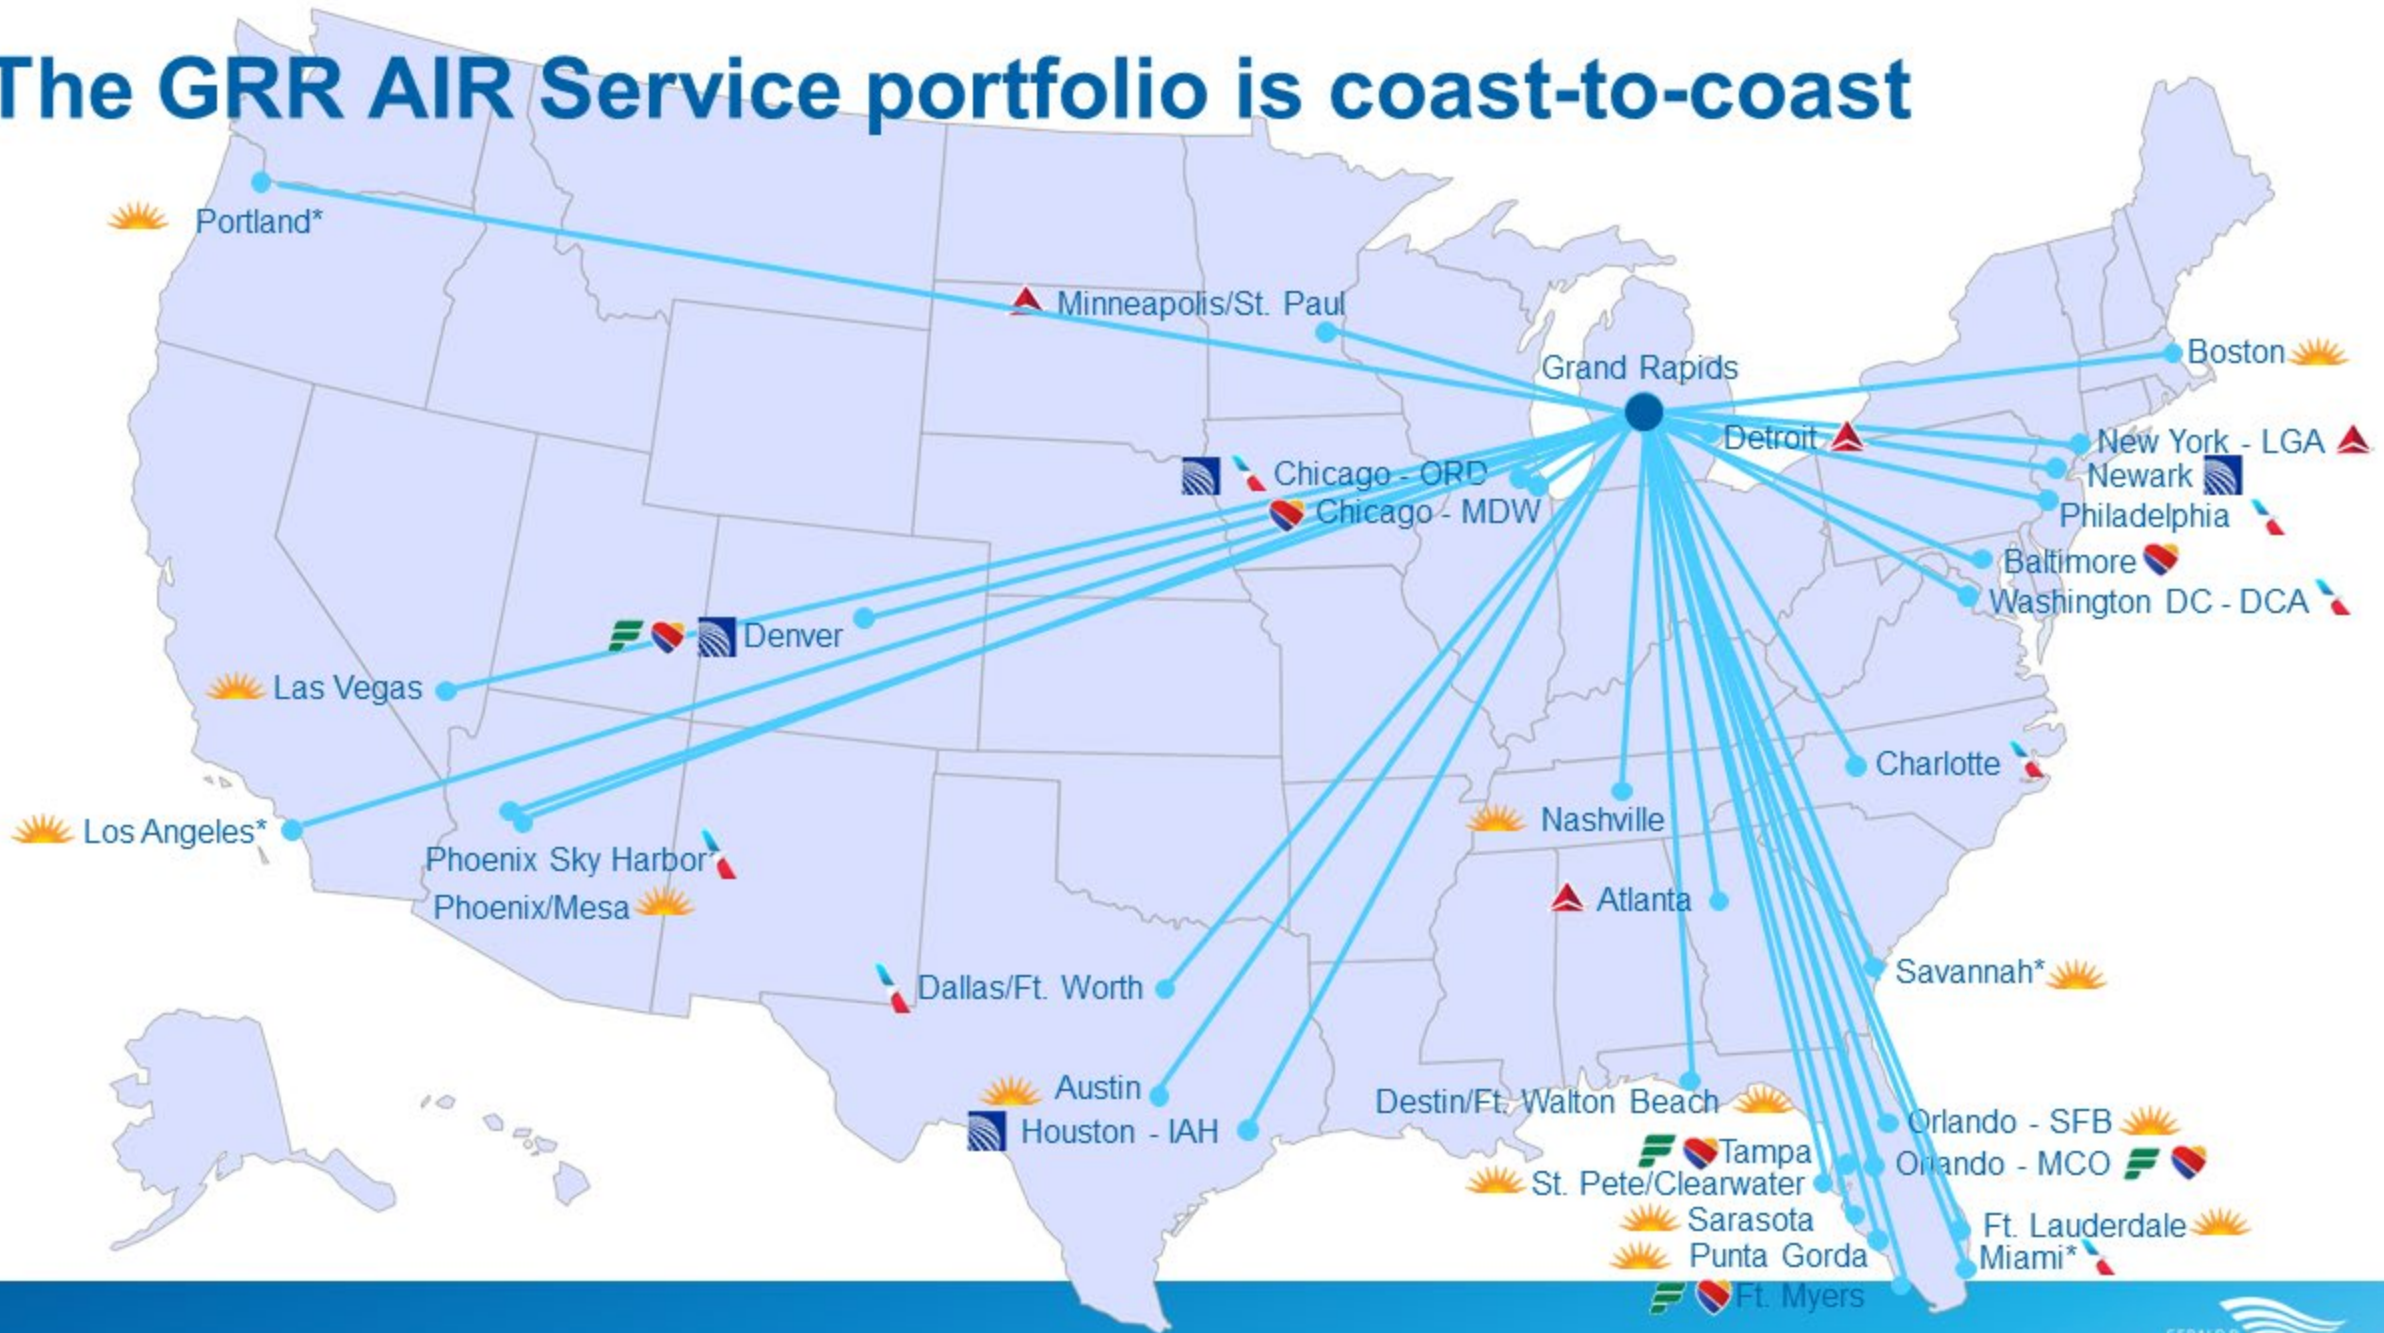 The GRR AIR Service portfolio is coast-to-coast
Portland*
Minneapolis/St. Paul
Grand Rapids
Boston
Detroit
New York - LGA
Newark
Chicago - ORD
Chicago - MDW
Philadelphia
Baltimore
Washington DC - DCA
Denver
Las Vegas
Charlotte
Los Angeles*
Nashville
Phoenix Sky Harbor*
Phoenix/Mesa
Atlanta
Savannah*
Dallas/Ft. Worth
Austin
Destin/Ft. Walton Beach
Houston - IAH
Orlando - SFB
Tampa
Orlando - MCO
St. Pete/Clearwater
Sarasota
Ft. Lauderdale
Punta Gorda
Miami*
Ft. Myers